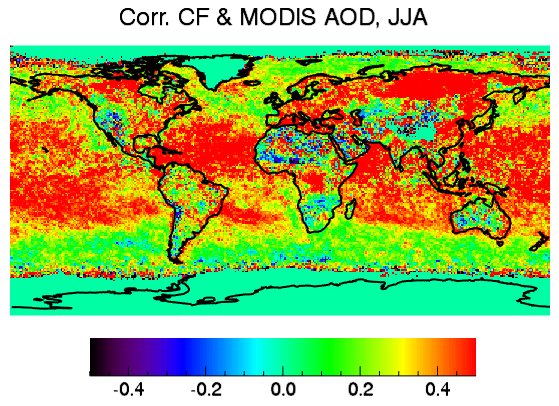 Corr. CF & MODIS AOD, JJA
-0.4 -0.2 0.0 0.2 0.4